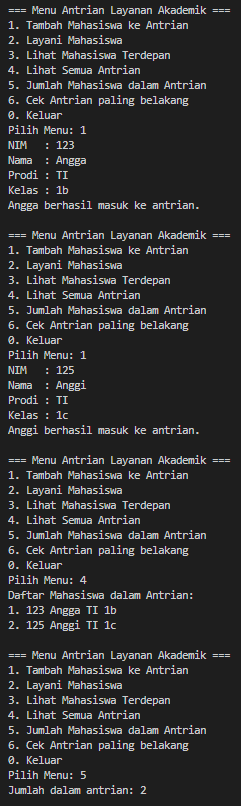 === Menu Antrian Layanan Akademik ===
1. Tambah Mahasiswa ke Antrian
2. Layani Mahasiswa
3. Lihat Mahasiswa Terdepan
4. Lihat Semua Antrian
5. Jumlah Mahasiswa dalam Antrian
6. Cek Antrian paling belakang
0. Keluar
Pilih Menu: 1
NIM   : 123
Nama  : Angga
Prodi : TI
Kelas : 1b
Angga berhasil masuk ke antrian.

=== Menu Antrian Layanan Akademik ===
1. Tambah Mahasiswa ke Antrian
2. Layani Mahasiswa
3. Lihat Mahasiswa Terdepan
4. Lihat Semua Antrian
5. Jumlah Mahasiswa dalam Antrian
6. Cek Antrian paling belakang
0. Keluar
Pilih Menu: 1
NIM   : 125
Nama  : Anggi
Prodi : TI
Kelas : 1c
Anggi berhasil masuk ke antrian.

=== Menu Antrian Layanan Akademik ===
1. Tambah Mahasiswa ke Antrian
2. Layani Mahasiswa
3. Lihat Mahasiswa Terdepan
4. Lihat Semua Antrian
5. Jumlah Mahasiswa dalam Antrian
6. Cek Antrian paling belakang
0. Keluar
Pilih Menu: 4
Daftar Mahasiswa dalam Antrian:
1. 123 Angga TI 1b
2. 125 Anggi TI 1c

=== Menu Antrian Layanan Akademik ===
1. Tambah Mahasiswa ke Antrian
2. Layani Mahasiswa
3. Lihat Mahasiswa Terdepan
4. Lihat Semua Antrian
5. Jumlah Mahasiswa dalam Antrian
6. Cek Antrian paling belakang
0. Keluar
Pilih Menu: 5
Jumlah dalam antrian: 2